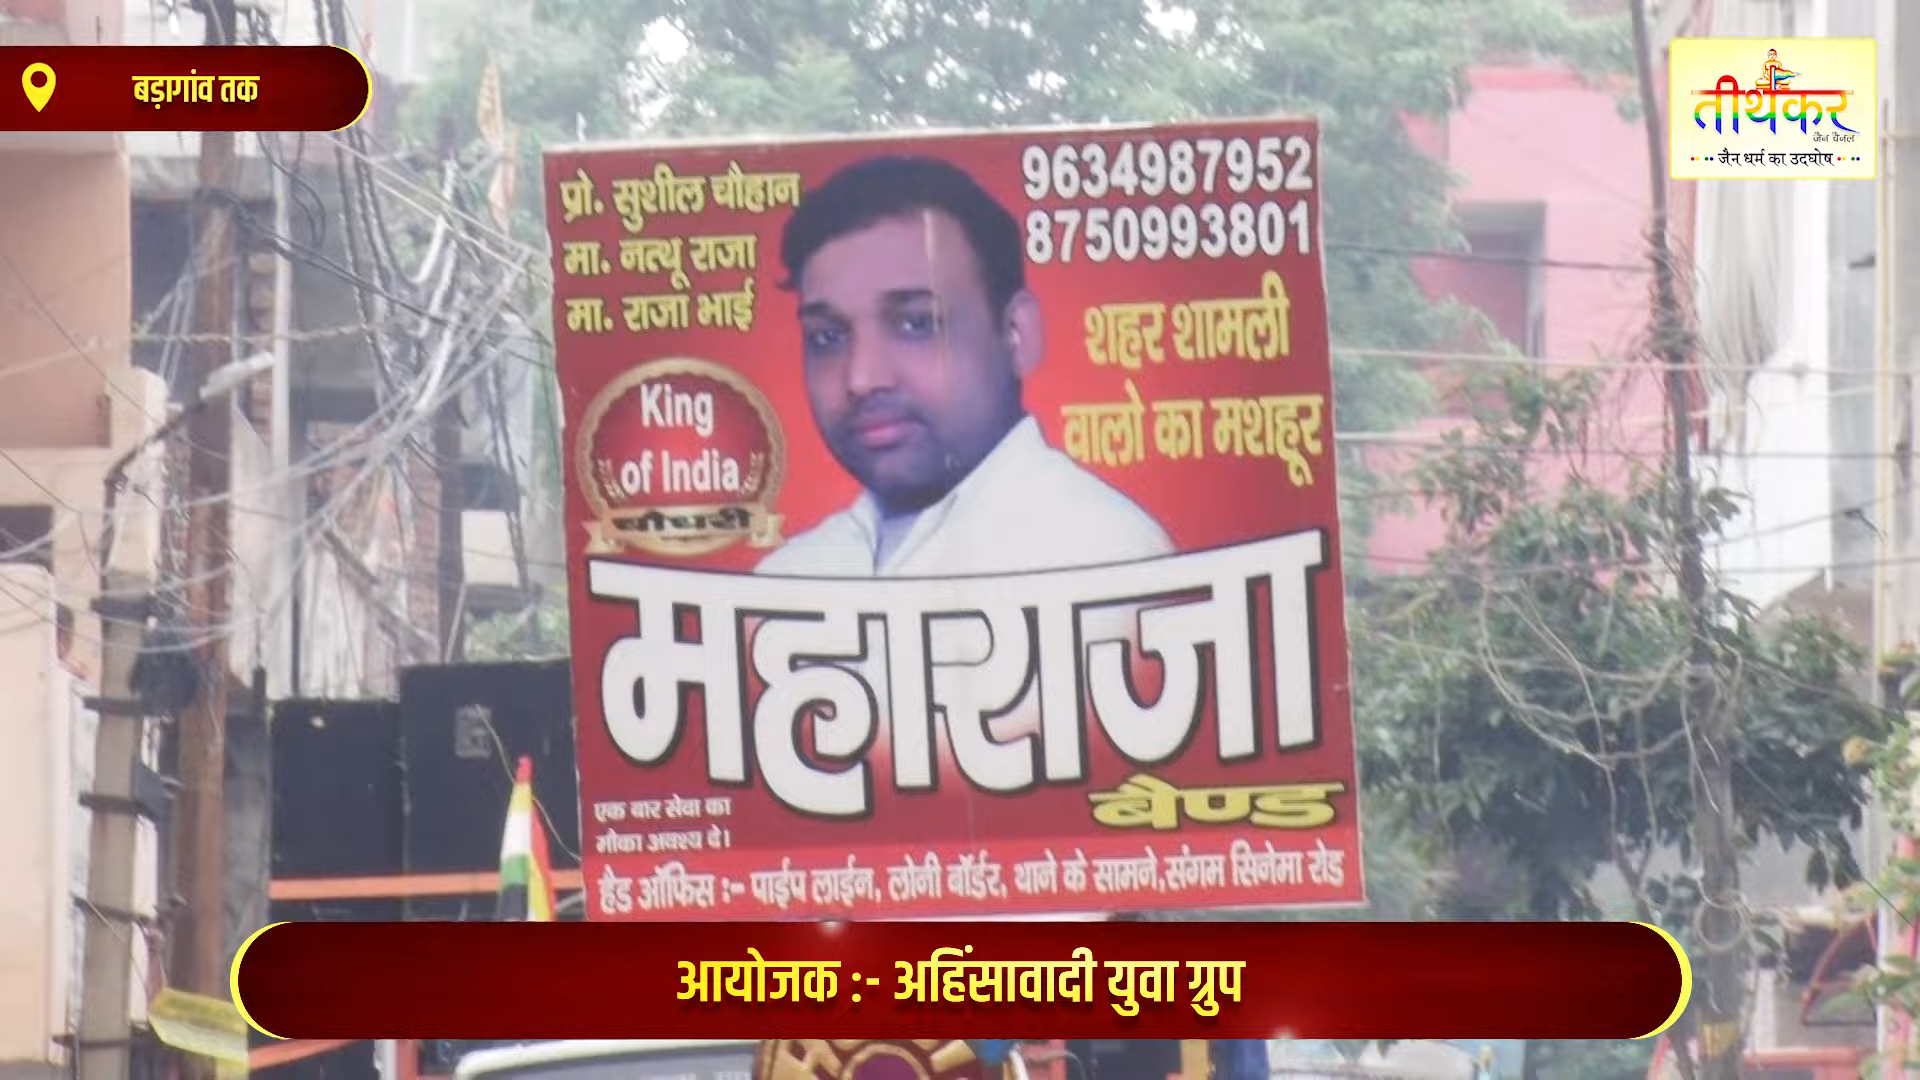 बड़ागांव तक
तीर्थंकर
जैन चैनल
जैन धर्म का उदघोष
प्रो. सुशील चौहान
मा. नत्थू राजा
मा. राजा भाई
9634987952
8750993801
शहर शामली
वालो का मशहूर
King
of India
चौधरी
महाराजा
बैण्ड
एक बार सेवा का
मौका अवश्य दे।
हैड ऑफिस :- पाईप लाईन, लोनी बॉर्डर, थाने के सामने,संगम सिनेमा रोड
आयोजक :- अहिंसावादी युवा ग्रुप